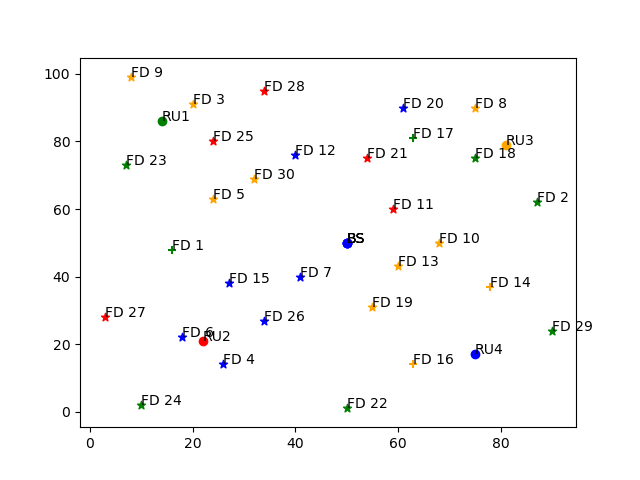 FD 9
FD 28
FD 3
FD 20
FD 8
RU1
FD 17
FD 25
RU3
FD 12
FD 21
FD 18
FD 23
FD 30
FD 5
FD 2
FD 11
FD 1
BS
FD 10
FD 13
FD 7
FD 15
FD 14
FD 19
FD 27
FD 26
FD 29
FD 6
RU2
RU4
FD 4
FD 16
FD 24
FD 22
100
80
60
40
20
0
0
20
40
60
80